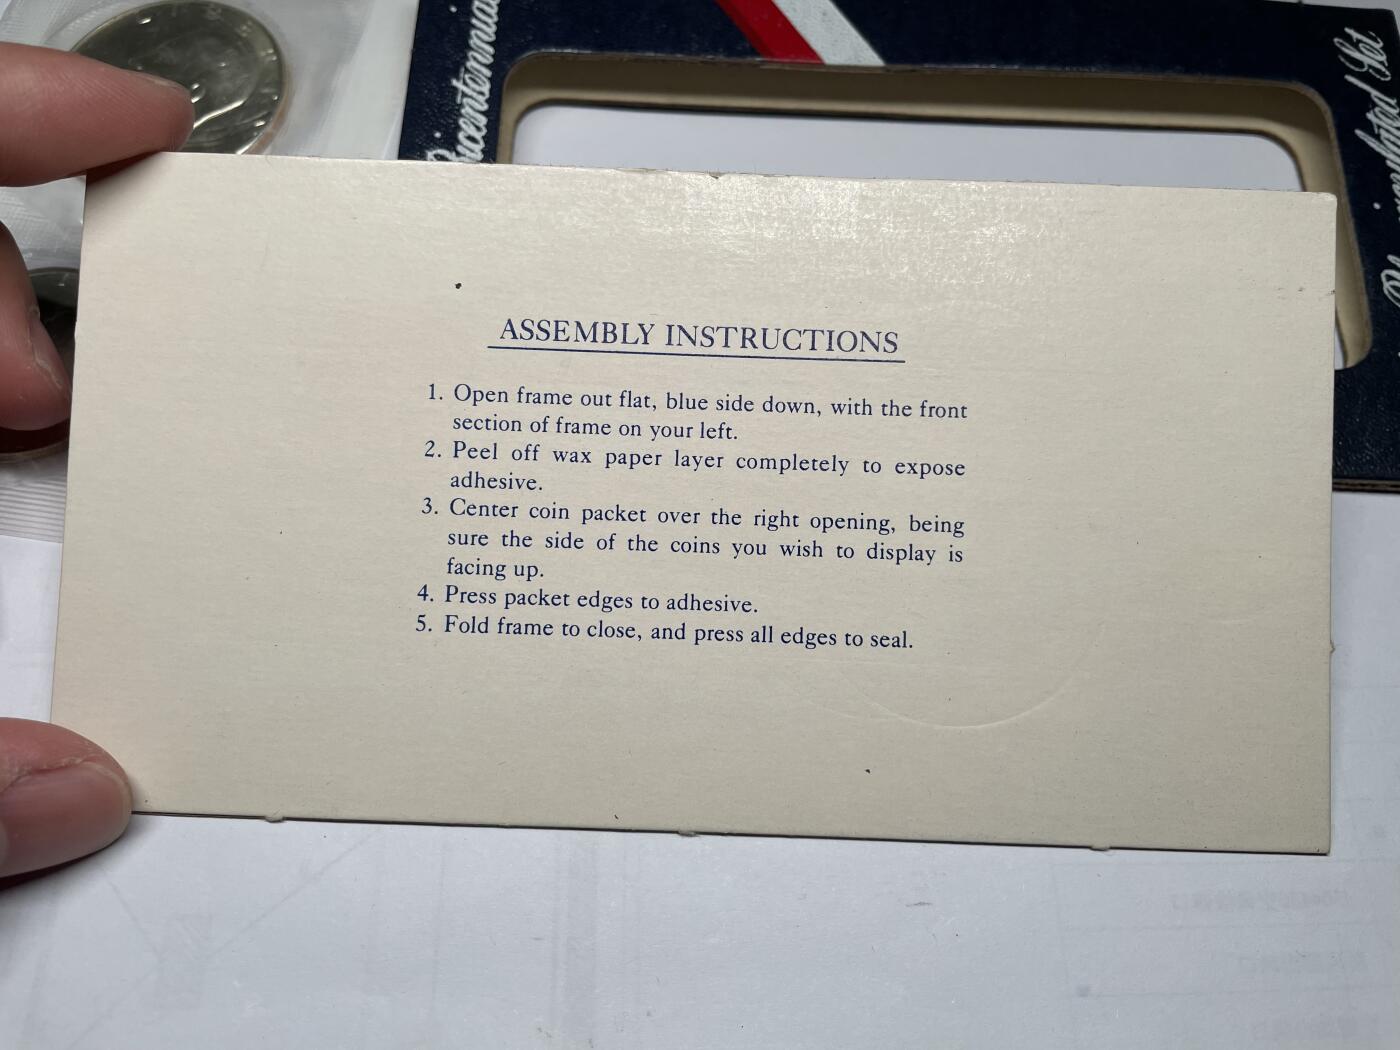 Bicentennial
Set
ASSEMBLY INSTRUCTIONS
1. Open frame out flat, blue side down, with the front
section of frame on your left.
2. Peel off wax paper layer completely to expose
adhesive.
3. Center coin packet over the right opening, being
sure the side of the coins you wish to display is
facing up.
4. Press packet edges to adhesive.
5. Fold frame to close, and press all edges to seal.